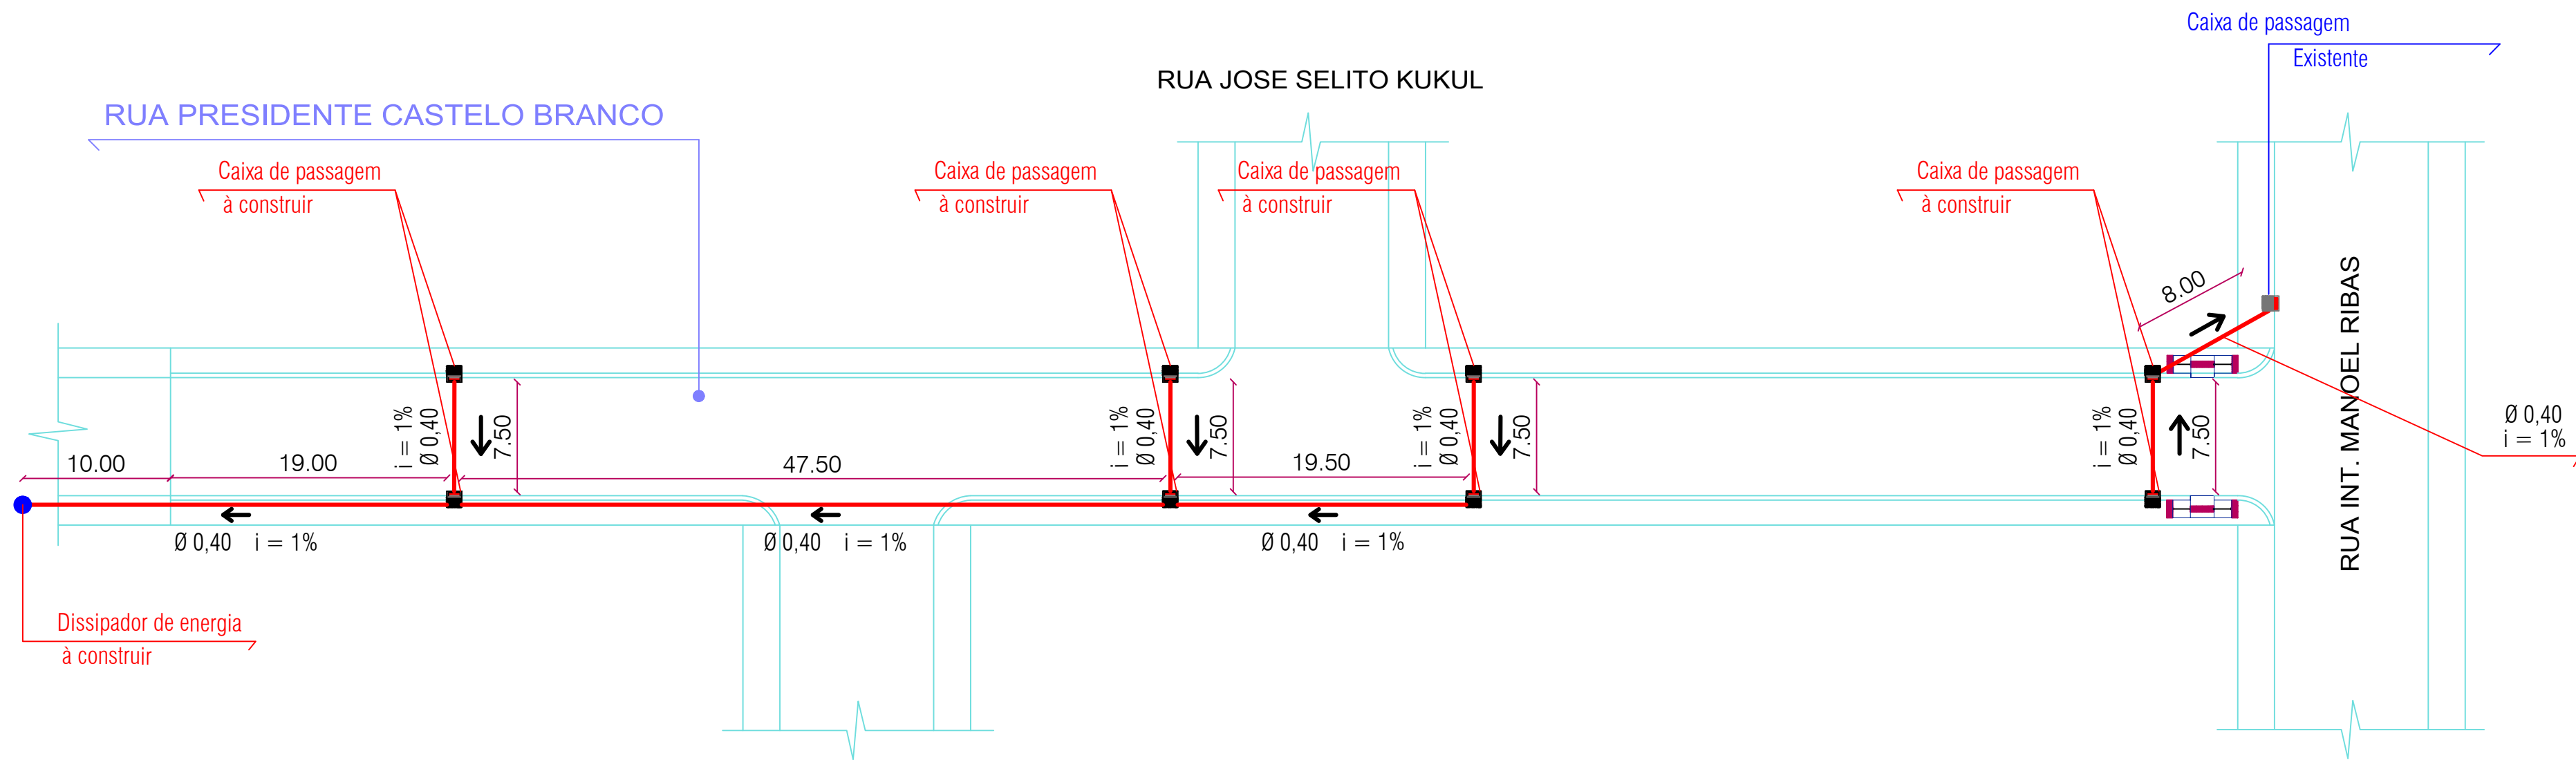 Caixa de passagem
Existente
RUA JOSE SELITO KUKUL
RUA PRESIDENTE CASTELO BRANCO
Caixa de passagem
à construir
Caixa de passagem
à construir
Caixa de passagem
à construir
Caixa de passagem
à construir
8.00
RUA INT. MANOEL RIBAS
i = 1%
Ø 0,40
7.50
i = 1%
Ø 0,40
7.50
i = 1%
Ø 0,40
7.50
i = 1%
Ø 0,40
7.50
Ø 0,40
i = 1%
10.00
19.00
47.50
19.50
Ø 0,40 i = 1%
Ø 0,40 i = 1%
Ø 0,40 i = 1%
Dissipador de energia
à construir